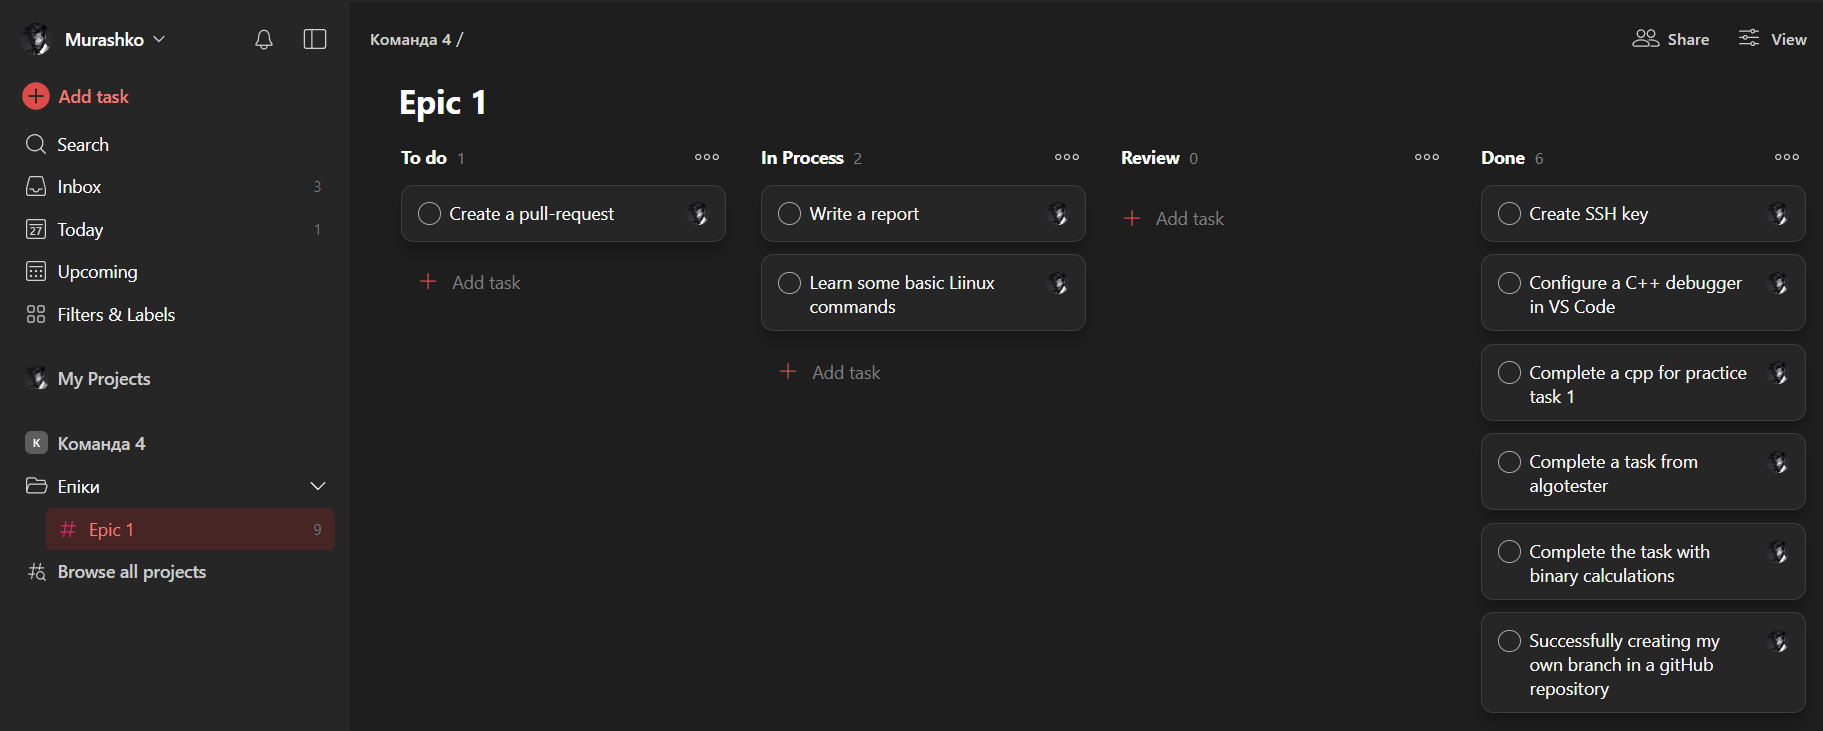 Murashko
Add task
Search
Inbox 3
27 Today 1
Upcoming
Filters & Labels
My Projects
К Команда 4
Епіки
# Epic 1 9
Browse all projects
Команда 4 /
Share
View
Epic 1
To do 1
Create a pull-request
Add task
In Process 2
Write a report
Learn some basic Liinux
commands
Add task
Review 0
Add task
Done 6
Create SSH key
Configure a C++ debugger
in VS Code
Complete a cpp for practice
task 1
Complete a task from
algotester
Complete the task with
binary calculations
Successfully creating my
own branch in a gitHub
repository